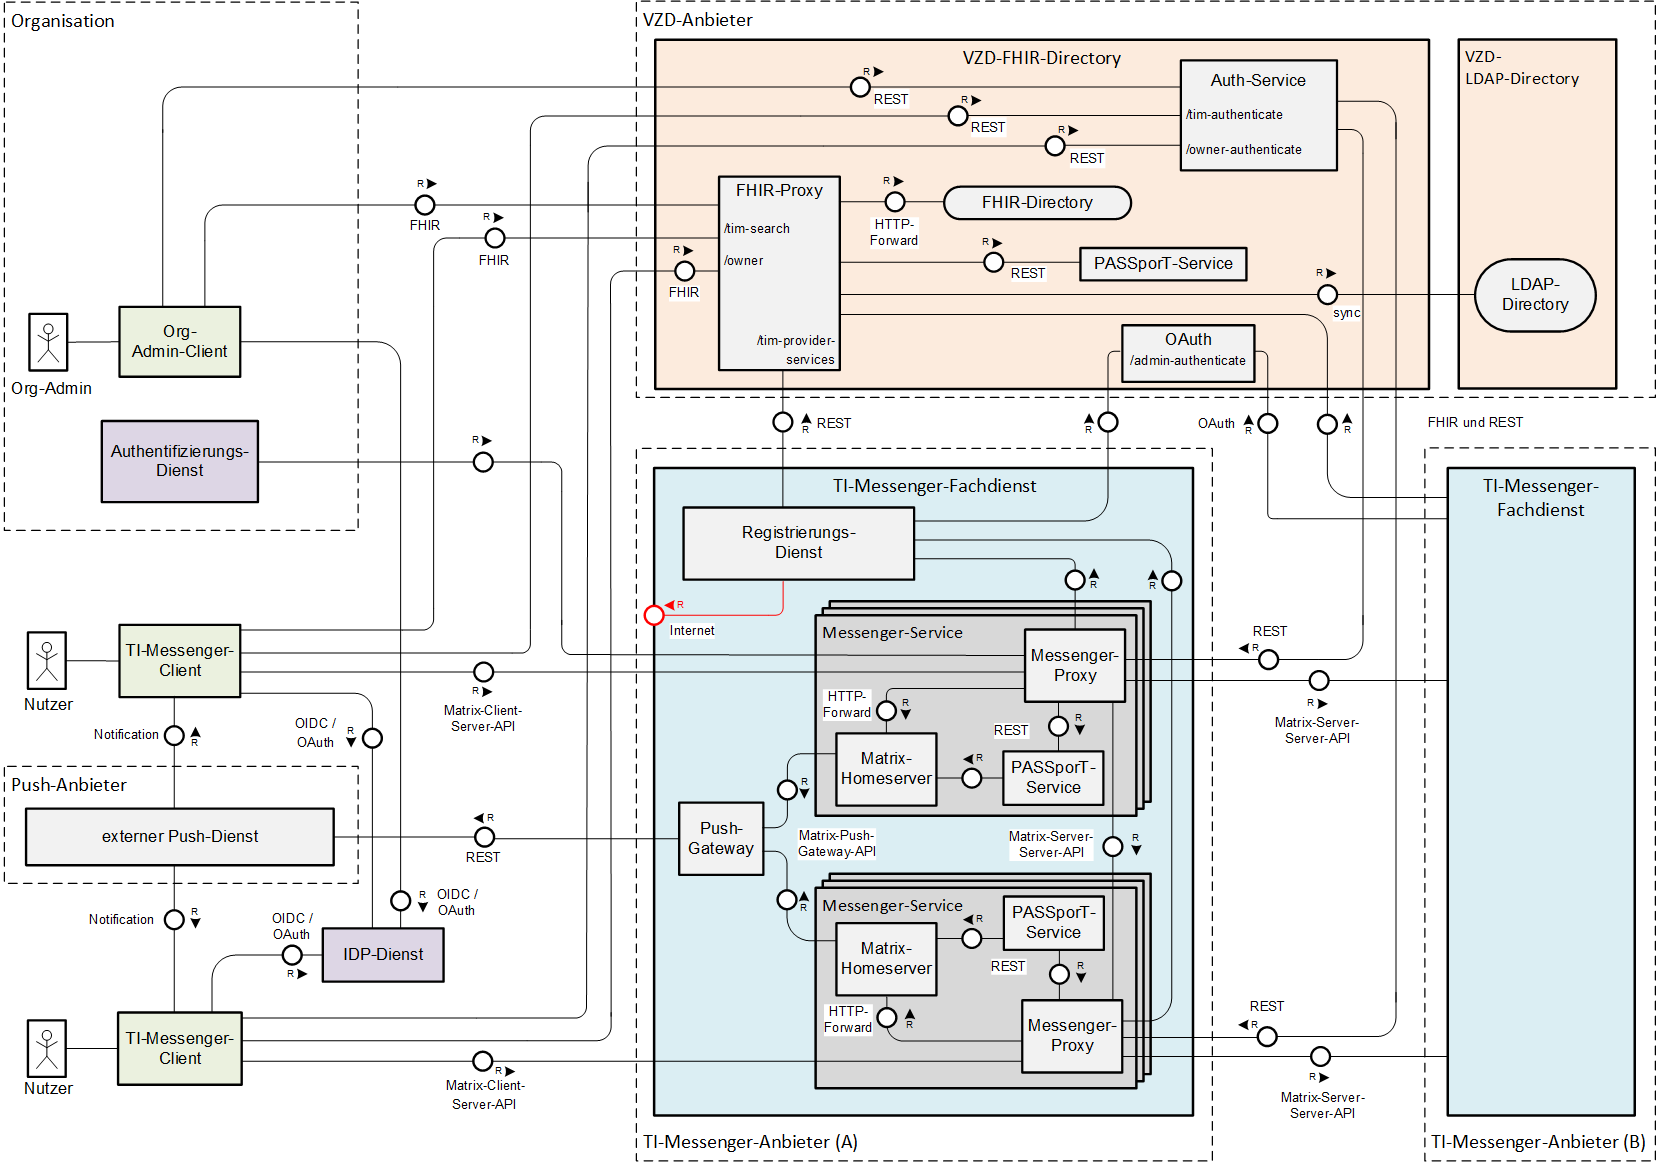 Organisation
VZD-Anbieter
VZD-FHIR-Directory
VZD-
LDAP-Directory
R
REST
Auth-Service
/tim-authenticate
/owner-authenticate
R
REST
R
REST
R
FHIR
R
FHIR
R
FHIR
FHIR-Proxy
/tim-search
/owner
/tim-provider-
services
R
HTTP-
Forward
FHIR-Directory
R
REST
PASSporT-Service
R
sync
LDAP-
Directory
OAuth
/admin-authenticate
Org-
Admin-Client
Org-Admin
R
REST
R
OAuth
R
R
FHIR und REST
Authentifizierungs-
Dienst
R
TI-Messenger-Fachdienst
TI-Messenger-
Fachdienst
Registrierungs-
Dienst
R
Internet
R
R
Messenger-Service
Messenger-
Proxy
REST
R
R
Matrix-Server-
Server-API
TI-Messenger-
Client
Nutzer
R
Matrix-Client-
Server-API
HTTP-
Forward
R
REST
R
Matrix-
Homeserver
R
PASSporT-
Service
Notification
R
OIDC /
OAuth
R
Push-Anbieter
externer Push-Dienst
R
REST
Push-
Gateway
R
Matrix-Push-
Gateway-API
R
Matrix-Server-
Server-API
R
Notification
R
OIDC /
OAuth
R
R
OIDC /
OAuth
IDP-Dienst
Messenger-Service
Matrix-
Homeserver
R
PASSporT-
Service
REST
R
HTTP-
Forward
R
Messenger-
Proxy
REST
R
R
Matrix-Server-
Server-API
TI-Messenger-
Client
Nutzer
R
Matrix-Client-
Server-API
TI-Messenger-Anbieter (A)
TI-Messenger-Anbieter (B)